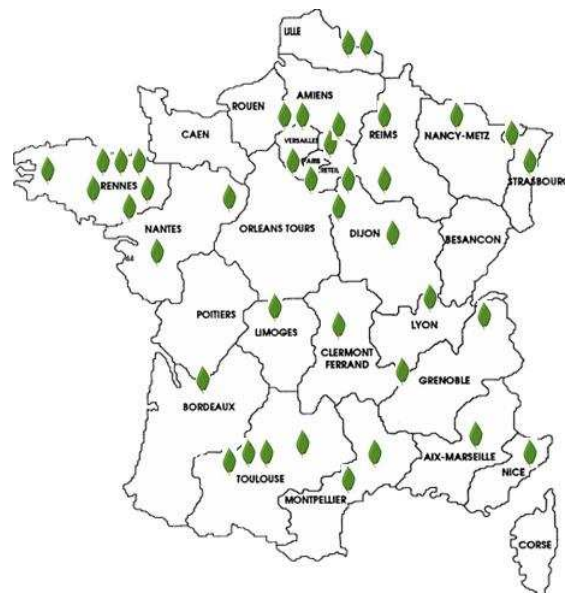 LILLE
AMIENS
ROUEN
CAEN
VERSAILLES
PARIS
REIMS
NANCY-METZ
STRASBOURG
RENNES
NANTES
ORLEANS TOURS
DIJON
BESANCON
POITIERS
LIMOGES
CLERMONT
FERRAND
LYON
GRENOBLE
BORDEAUX
TOULOUSE
MONTPELLIER
AIX-MARSEILLE
NICE
CORSE